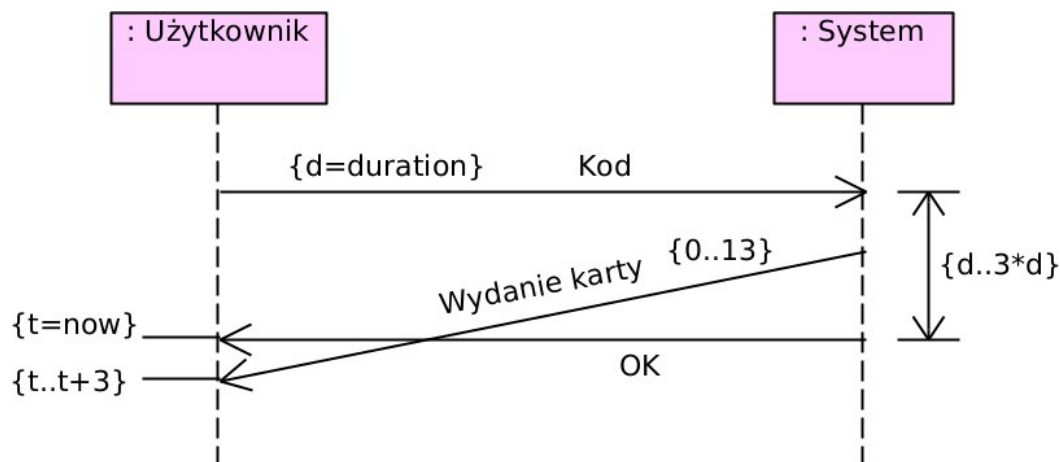 : Użytkownik
: System
{d=duration}
Kod
{0..13}
{d..3*d}
Wydanie karty
{t=now}
OK
{t..t+3}